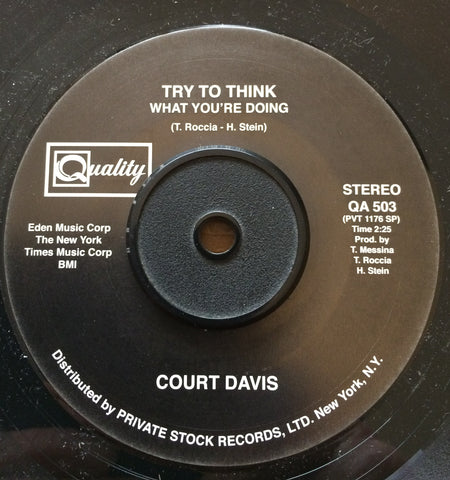 TRY TO THINK
WHAT YOU'RE DOING
(T. Roccia - H. Stein)
Quality
STEREO
QA 503
(PVT 1176 SP)
Time 2:25
Prod. by
T. Messina
T. Roccia
H. Stein
Eden Music Corp
The New York
Times Music Corp
BMI
COURT DAVIS
Distributed by PRIVATE STOCK RECORDS, LTD. New York, N.Y.